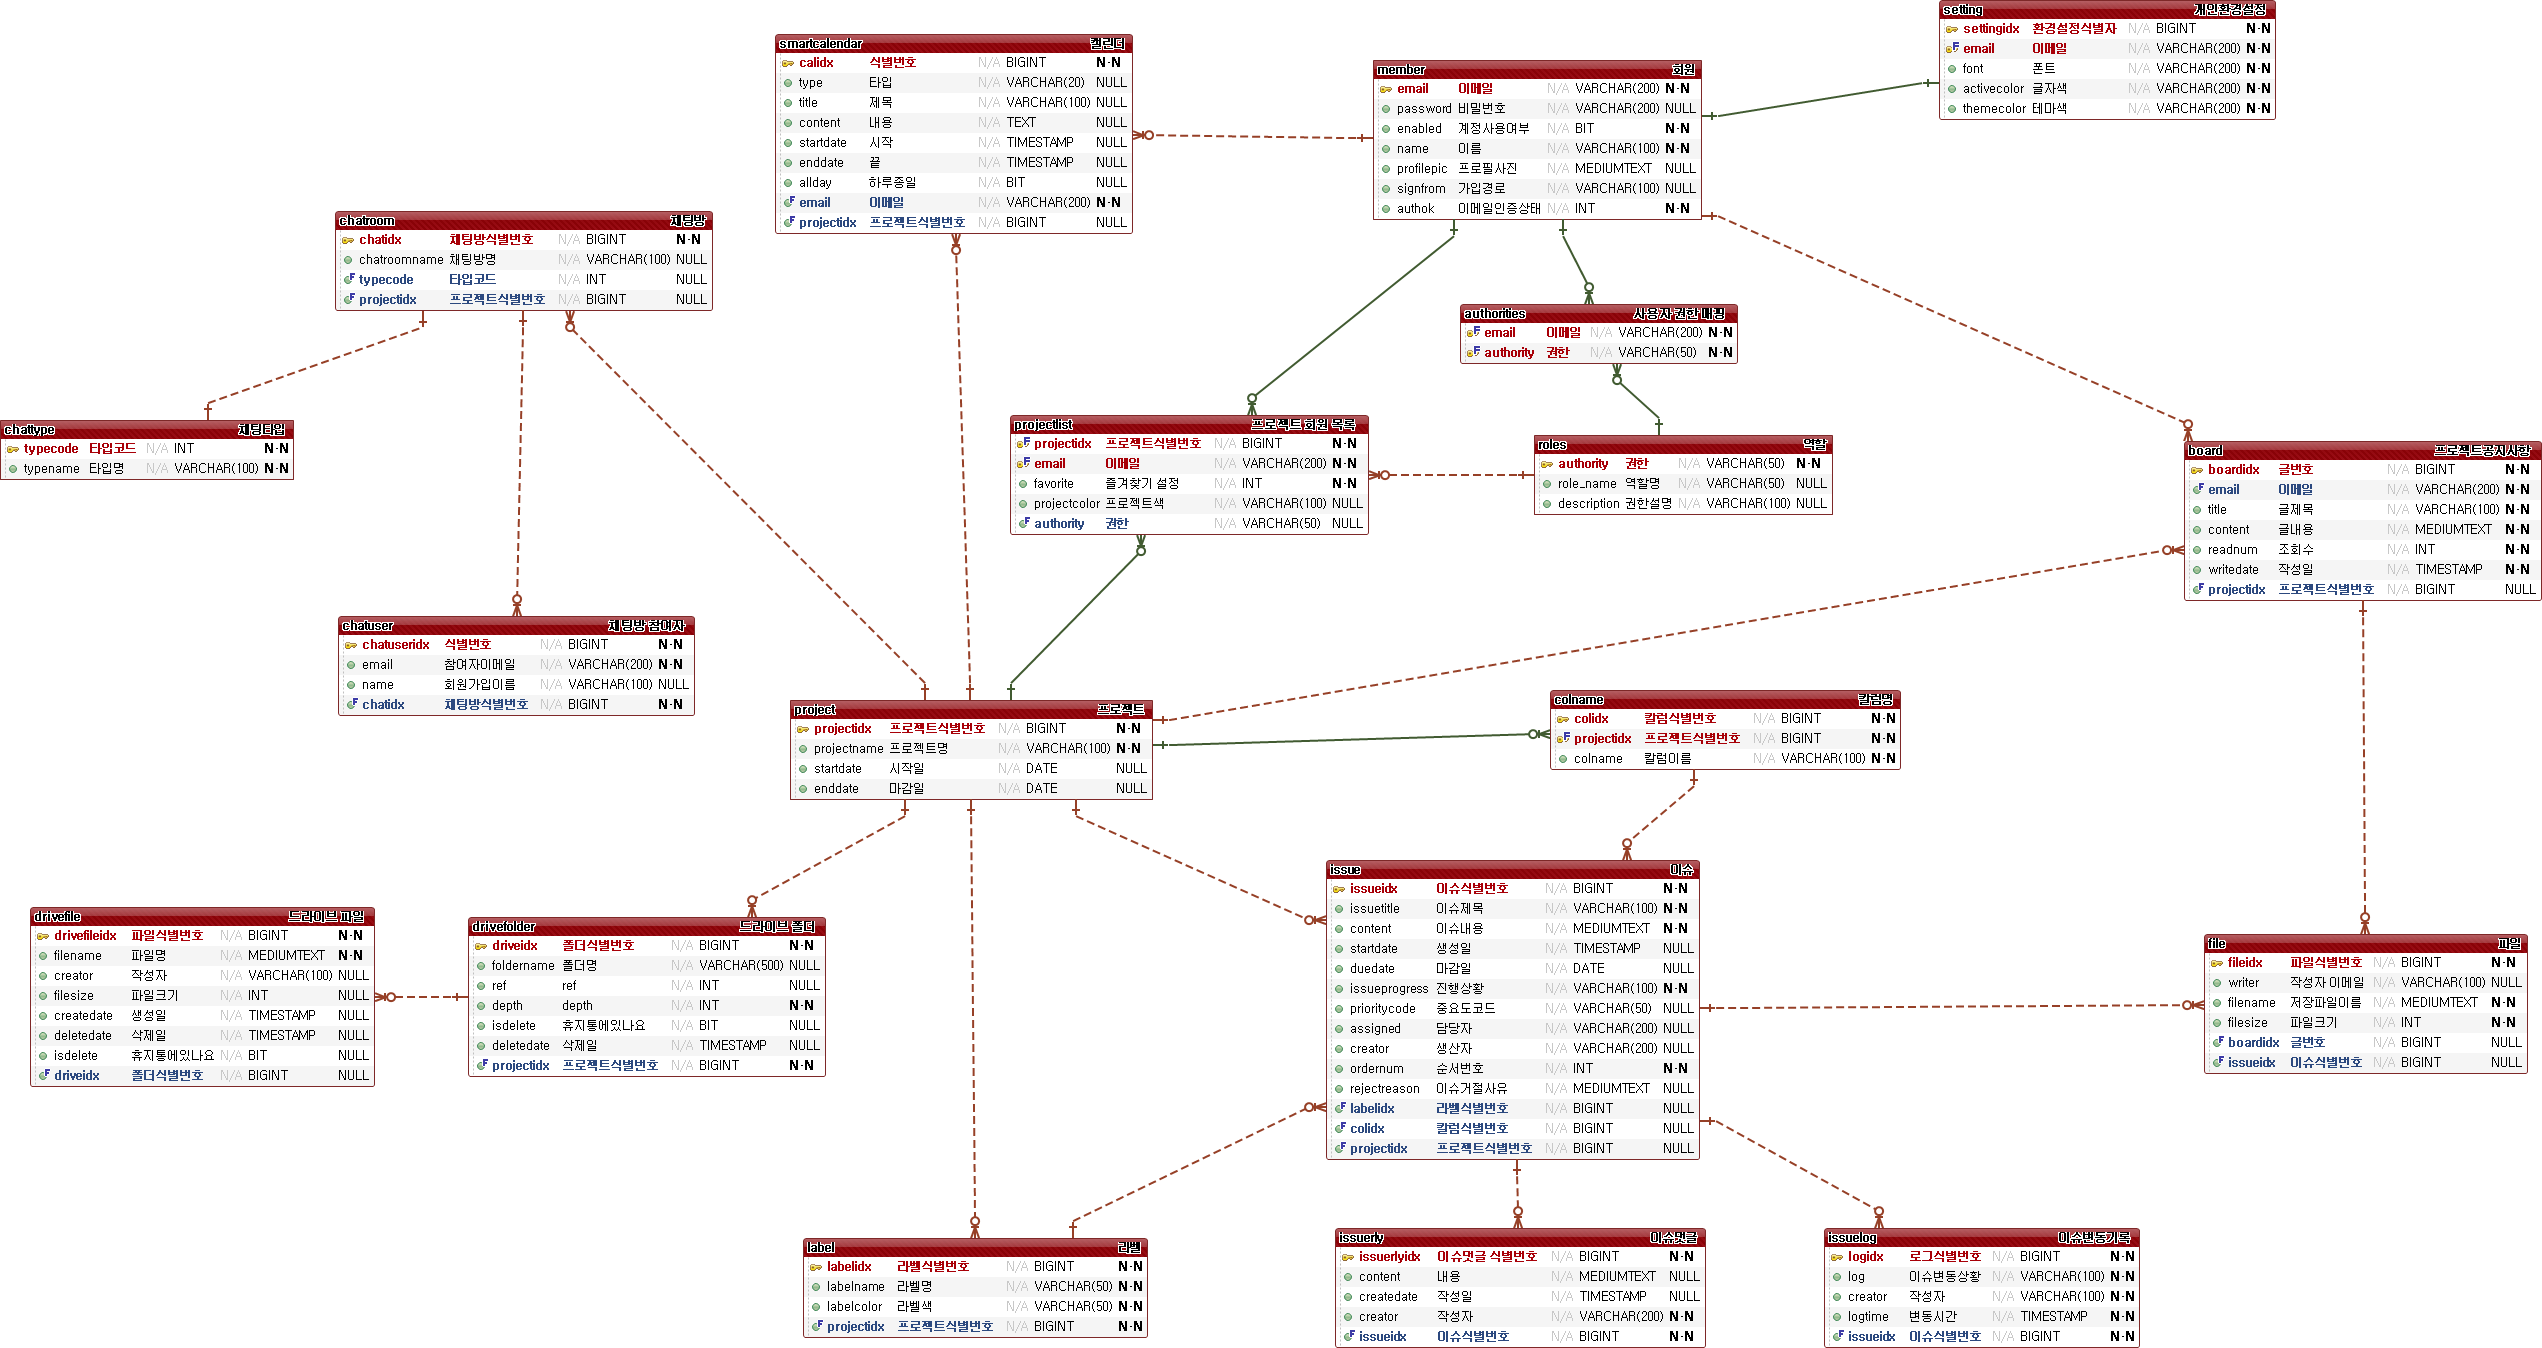 setting 개인환경설정
settingidx 환경설정식별자 N/A BIGINT N-N
email 이메일 N/A VARCHAR(200) N-N
font 폰트 N/A VARCHAR(200) N-N
activecolor 글자색 N/A VARCHAR(200) N-N
themecolor 테마색 N/A VARCHAR(200) N-N
smartcalendar 캘린더
calidx 식별번호 N/A BIGINT N-N
type 타입 N/A VARCHAR(20) NULL
title 제목 N/A VARCHAR(100) NULL
content 내용 N/A TEXT NULL
startdate 시작 N/A TIMESTAMP NULL
enddate 끝 N/A TIMESTAMP NULL
allday 하루종일 N/A BIT NULL
email 이메일 N/A VARCHAR(200) N-N
projectidx 프로젝트식별번호 N/A BIGINT NULL
member 회원
email 이메일 N/A VARCHAR(200) N-N
password 비밀번호 N/A VARCHAR(200) NULL
enabled 계정사용여부 N/A BIT N-N
name 이름 N/A VARCHAR(100) N-N
profilepic 프로필사진 N/A MEDIUMTEXT NULL
signfrom 가입경로 N/A VARCHAR(100) NULL
authok 이메일인증상태 N/A INT N-N
chatroom 채팅방
chatidx 채팅방식별번호 N/A BIGINT N-N
chatroomname 채팅방명 N/A VARCHAR(100) NULL
typecode 타입코드 N/A INT NULL
projectidx 프로젝트식별번호 N/A BIGINT NULL
authorities 사용자 권한 매핑
email 이메일 N/A VARCHAR(200) N-N
authority 권한 N/A VARCHAR(50) N-N
chattype 채팅타입
typecode 타입코드 N/A INT N-N
typename 타입명 N/A VARCHAR(100) N-N
projectlist 프로젝트 회원 목록
projectidx 프로젝트식별번호 N/A BIGINT N-N
email 이메일 N/A VARCHAR(200) N-N
favorite 즐겨찾기 설정 N/A INT N-N
projectcolor 프로젝트색 N/A VARCHAR(100) NULL
authority 권한 N/A VARCHAR(50) NULL
roles 역할
authority 권한 N/A VARCHAR(50) N-N
role_name 역할명 N/A VARCHAR(50) NULL
description 권한설명 N/A VARCHAR(100) NULL
board 프로젝트공지사항
boardidx 글번호 N/A BIGINT N-N
email 이메일 N/A VARCHAR(200) N-N
title 글제목 N/A VARCHAR(100) N-N
content 글내용 N/A MEDIUMTEXT N-N
readnum 조회수 N/A INT N-N
writedate 작성일 N/A TIMESTAMP N-N
projectidx 프로젝트식별번호 N/A BIGINT NULL
chatuser 채팅방 참여자
chatuseridx 식별번호 N/A BIGINT N-N
email 참여자이메일 N/A VARCHAR(200) N-N
name 회원가입이름 N/A VARCHAR(100) NULL
chatidx 채팅방식별번호 N/A BIGINT N-N
project 프로젝트
projectidx 프로젝트식별번호 N/A BIGINT N-N
projectname 프로젝트명 N/A VARCHAR(100) N-N
startdate 시작일 N/A DATE NULL
enddate 마감일 N/A DATE NULL
colname 칼럼명
colidx 칼럼식별번호 N/A BIGINT N-N
projectidx 프로젝트식별번호 N/A BIGINT N-N
colname 칼럼이름 N/A VARCHAR(100) N-N
drivefile 드라이브 파일
drivefileidx 파일식별번호 N/A BIGINT N-N
filename 파일명 N/A MEDIUMTEXT N-N
creator 작성자 N/A VARCHAR(100) NULL
filesize 파일크기 N/A INT NULL
createdate 생성일 N/A TIMESTAMP NULL
deletedate 삭제일 N/A TIMESTAMP NULL
isdelete 휴지통에있나요 N/A BIT NULL
driveidx 폴더식별번호 N/A BIGINT NULL
drivefolder 드라이브 폴더
driveidx 폴더식별번호 N/A BIGINT N-N
foldername 폴더명 N/A VARCHAR(500) NULL
ref ref N/A INT NULL
depth depth N/A INT N-N
isdelete 휴지통에있나요 N/A BIT NULL
deletedate 삭제일 N/A TIMESTAMP NULL
projectidx 프로젝트식별번호 N/A BIGINT N-N
issue 이슈
issueidx 이슈식별번호 N/A BIGINT N-N
issuetitle 이슈제목 N/A VARCHAR(100) N-N
content 이슈내용 N/A MEDIUMTEXT N-N
startdate 생성일 N/A TIMESTAMP NULL
duedate 마감일 N/A DATE NULL
issueprogress 진행상황 N/A VARCHAR(100) N-N
prioritycode 중요도코드 N/A VARCHAR(50) NULL
assigned 담당자 N/A VARCHAR(200) NULL
creator 생산자 N/A VARCHAR(200) NULL
ordernum 순서번호 N/A INT N-N
rejectreason 이슈거절사유 N/A MEDIUMTEXT NULL
labelidx 라벨식별번호 N/A BIGINT NULL
colidx 칼럼식별번호 N/A BIGINT NULL
projectidx 프로젝트식별번호 N/A BIGINT NULL
file 파일
fileidx 파일식별번호 N/A BIGINT N-N
writer 작성자 이메일 N/A VARCHAR(100) NULL
filename 저장파일이름 N/A MEDIUMTEXT N-N
filesize 파일크기 N/A INT N-N
boardidx 글번호 N/A BIGINT NULL
issueidx 이슈식별번호 N/A BIGINT NULL
label 라벨
labelidx 라벨식별번호 N/A BIGINT N-N
labelname 라벨명 N/A VARCHAR(50) N-N
labelcolor 라벨색 N/A VARCHAR(50) N-N
projectidx 프로젝트식별번호 N/A BIGINT N-N
issuerly 이슈댓글
issuerlyidx 이슈댓글 식별번호 N/A BIGINT N-N
content 내용 N/A MEDIUMTEXT NULL
createdate 작성일 N/A TIMESTAMP NULL
creator 작성자 N/A VARCHAR(200) N-N
issueidx 이슈식별번호 N/A BIGINT N-N
issuelog 이슈변동기록
logidx 로그식별번호 N/A BIGINT N-N
log 이슈변동상황 N/A VARCHAR(100) N-N
creator 작성자 N/A VARCHAR(100) N-N
logtime 변동시간 N/A TIMESTAMP N-N
issueidx 이슈식별번호 N/A BIGINT N-N